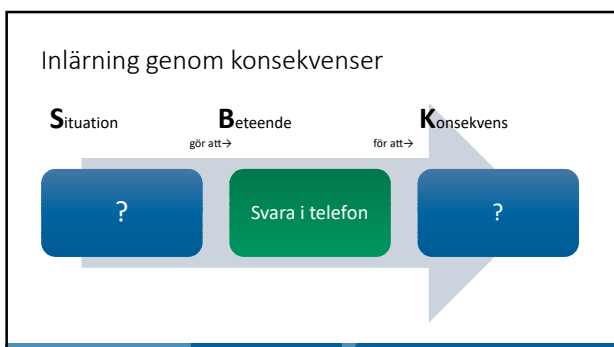 Inlärning genom konsekvenser
Situation Beteende Konsekvens
gör att→ för att→
? Svara i telefon ?